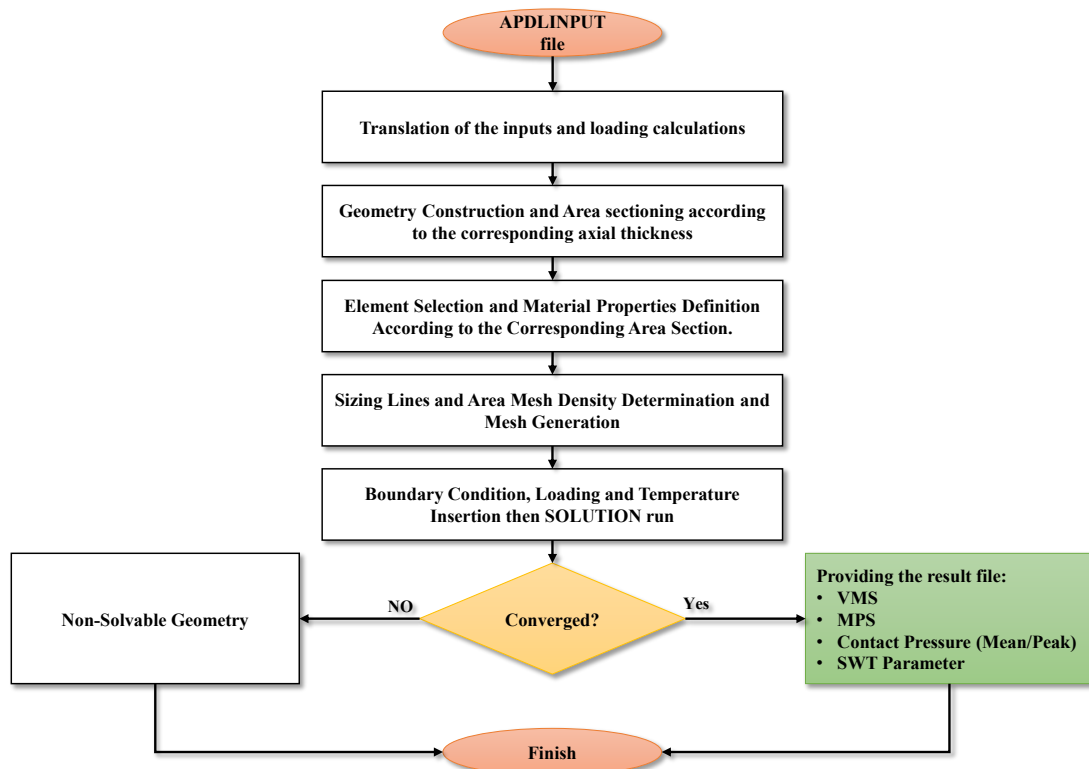 APDLINPUT
file
Translation of the inputs and loading calculations
Geometry Construction and Area sectioning according
to the corresponding axial thickness
Element Selection and Material Properties Definition
According to the Corresponding Area Section.
Sizing Lines and Area Mesh Density Determination and
Mesh Generation
Boundary Condition, Loading and Temperature
Insertion then SOLUTION run
Non-Solvable Geometry
NO
Converged?
Yes
Providing the result file:
• VMS
• MPS
• Contact Pressure (Mean/Peak)
• SWT Parameter
Finish